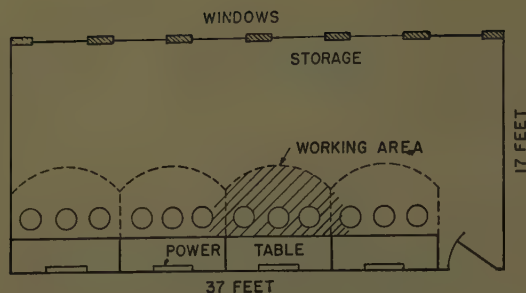 WINDOWS
STORAGE
WORKING AREA
17 FEET
POWER TABLE
37 FEET